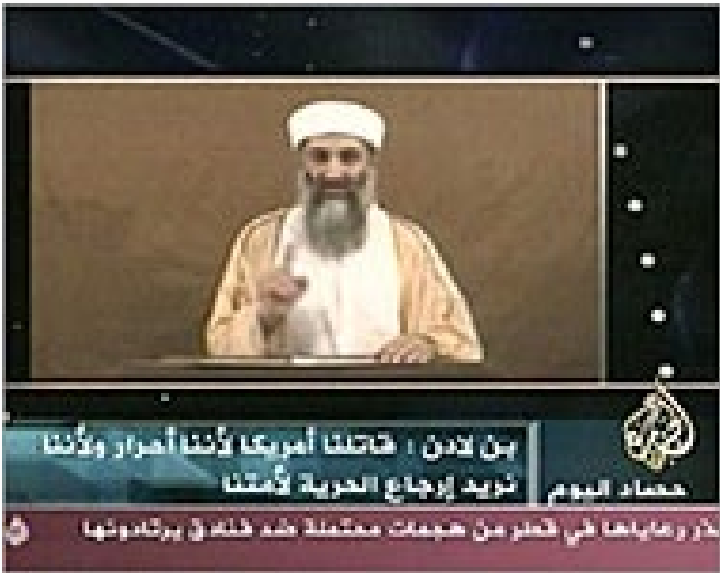 الجزيرة
بن لادن : قاتلنا أمريكا لأننا أحرار ولأننا
نريد إرجاع الحرية لأمتنا
حصاد اليوم
رعاياها في قطر من هجمات محتملة ضد فنادق يرتادونها